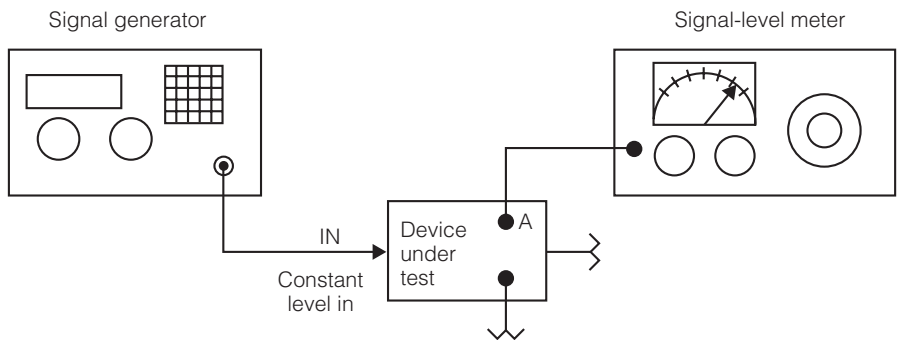 Signal generator
Signal-level meter
IN
Constant
level in
Device
under
test
A